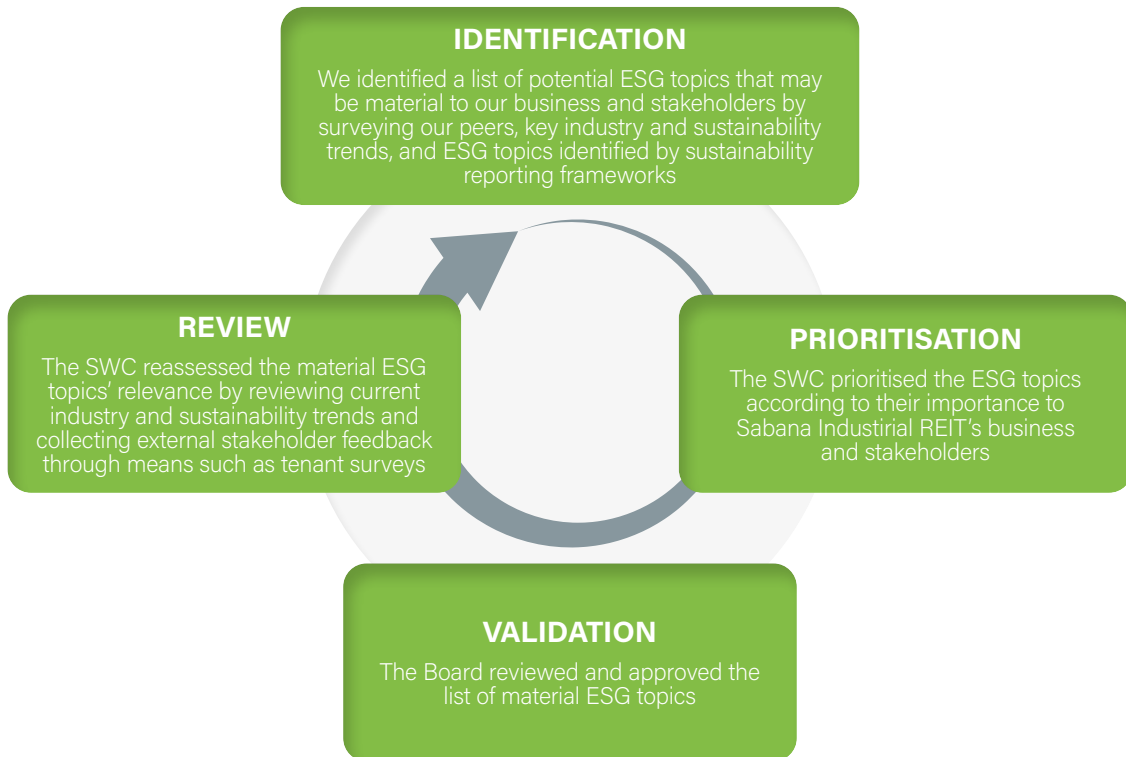 IDENTIFICATION
We identified a list of potential ESG topics that may
be material to our business and stakeholders by
surveying our peers, key industry and sustainability
trends, and ESG topics identified by sustainability
reporting frameworks
REVIEW
The SWC reassessed the material ESG
topics' relevance by reviewing current
industry and sustainability trends and
collecting external stakeholder feedback
through means such as tenant surveys
PRIORITISATION
The SWC prioritised the ESG topics
according to their importance to
Sabana Industirial REIT's business
and stakeholders
VALIDATION
The Board reviewed and approved the
list of material ESG topics